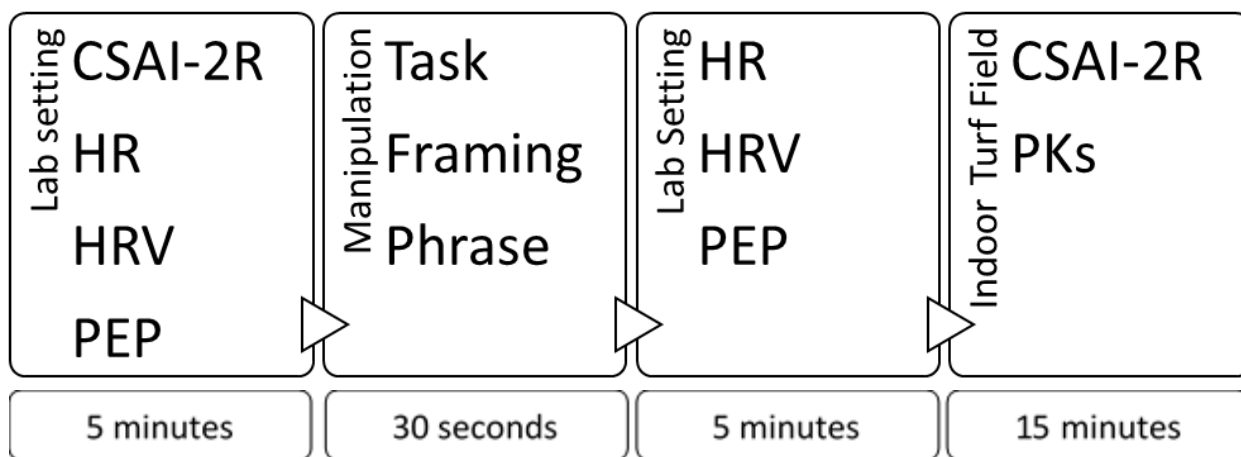 Lab setting
CSAI-2R
HR
HRV
PEP
Manipulation
Task
Framing
Phrase
Lab Setting
HR
HRV
PEP
Indoor Turf Field
CSAI-2R
PKs
5 minutes
30 seconds
5 minutes
15 minutes